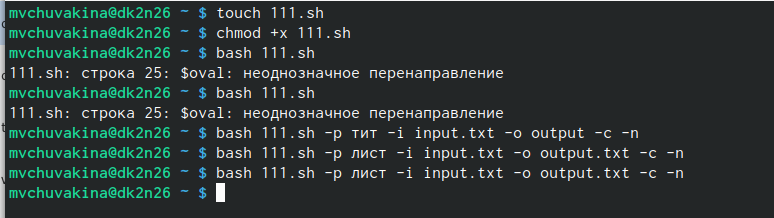 mvchuvakina@dk2n26 ~ $ touch 111.sh
mvchuvakina@dk2n26 ~ $ chmod +x 111.sh
mvchuvakina@dk2n26 ~ $ bash 111.sh
111.sh: строка 25: $oval: неоднозначное перенаправление
mvchuvakina@dk2n26 ~ $ bash 111.sh
111.sh: строка 25: $oval: неоднозначное перенаправление
mvchuvakina@dk2n26 ~ $ bash 111.sh -p тит -i input.txt -o output -c -n
mvchuvakina@dk2n26 ~ $ bash 111.sh -p лист -i input.txt -o output.txt -c -n
mvchuvakina@dk2n26 ~ $ bash 111.sh -p лист -i input.txt -o output.txt -c -n
mvchuvakina@dk2n26 ~ $